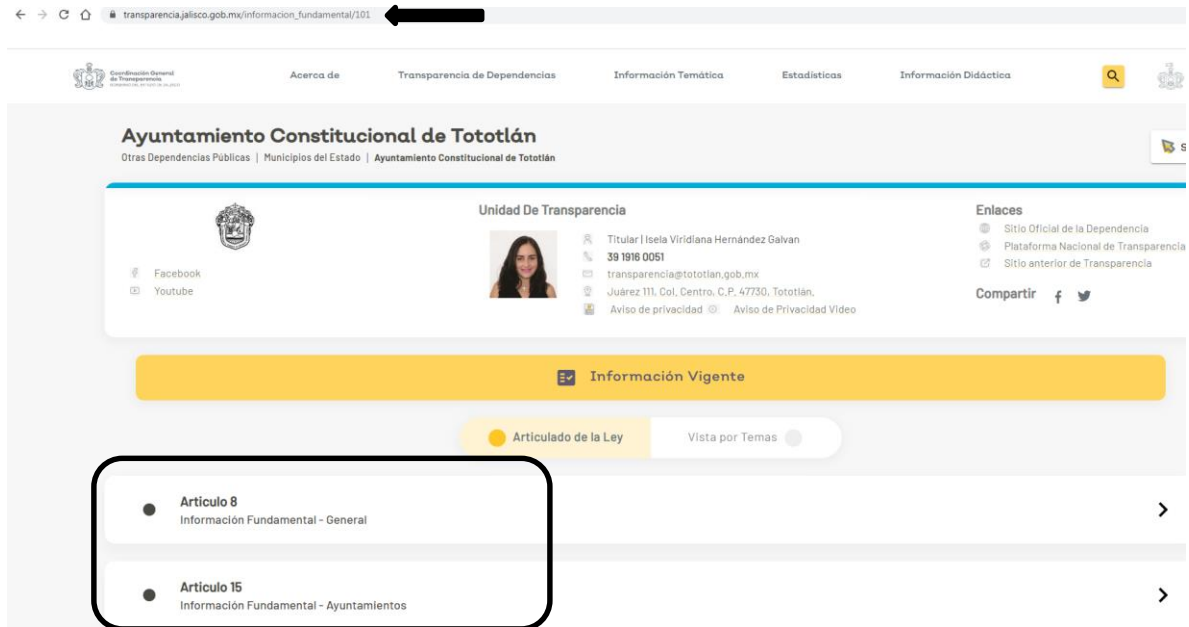 transparencia.jalisco.gob.mx/informacion_fundamental/101
Coordinación General
de Transparencia
GOBIERNO DEL ESTADO DE JALISCO
Acerca de
Transparencia de Dependencias
Información Temática
Estadísticas
Información Didáctica
Ayuntamiento Constitucional de Tototlán
Otras Dependencias Públicas | Municipios del Estado | Ayuntamiento Constitucional de Tototlán
S
Facebook
Youtube
Unidad De Transparencia
Titular | Isela Viridiana Hernández Galvan
39 1916 0051
transparencia@tototlan.gob.mx
Juárez 111, Col. Centro, C.P. 47730, Tototlán.
Aviso de privacidad Aviso de Privacidad Video
Enlaces
Sitio Oficial de la Dependencia
Plataforma Nacional de Transparencia
Sitio anterior de Transparencia
Compartir
Información Vigente
Articulado de la Ley
Vista por Temas
Articulo 8
Información Fundamental - General
Articulo 15
Información Fundamental - Ayuntamientos